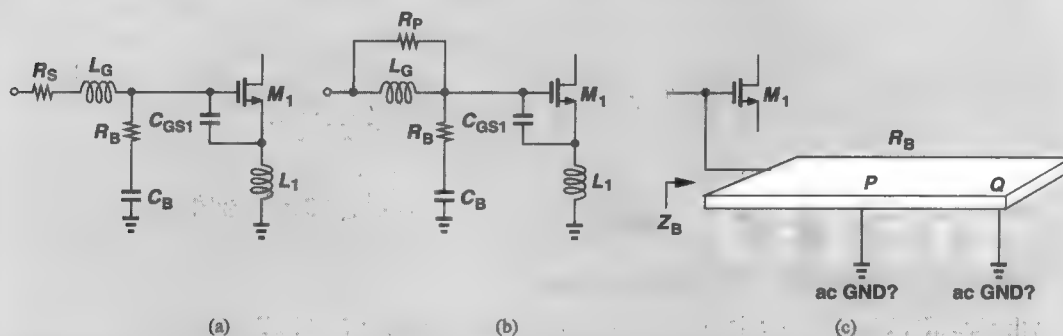 R_S
L_G
R_B
C_GS1
M_1
C_B
L_1
R_P
L_G
R_B
C_GS1
M_1
C_B
L_1
M_1
R_B
P
Q
Z_B
ac GND?
ac GND?
(a)
(b)
(c)